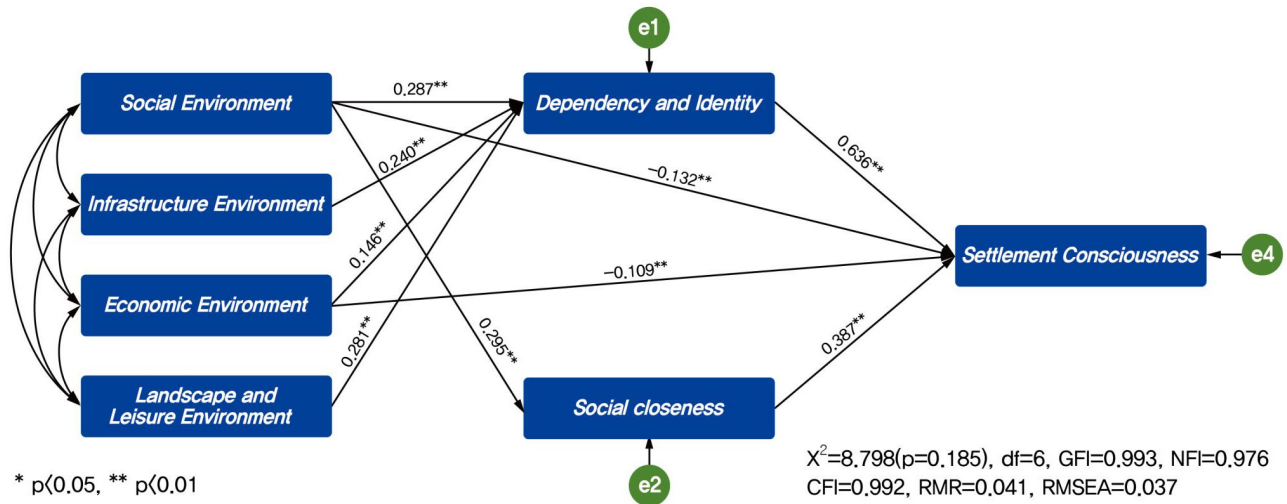 e1
Social Environment
0.287**
Dependency and Identity
0.240**
0.636**
-0.132**
Infrastructure Environment
0.146**
Settlement Consciousness
e4
-0.109**
Economic Environment
0.281**
0.295**
0.387**
Landscape and
Leisure Environment
Social closeness
e2
* p<0.05, ** p<0.01
X²=8.798(p=0.185), df=6, GFI=0.993, NFI=0.976
CFI=0.992, RMR=0.041, RMSEA=0.037